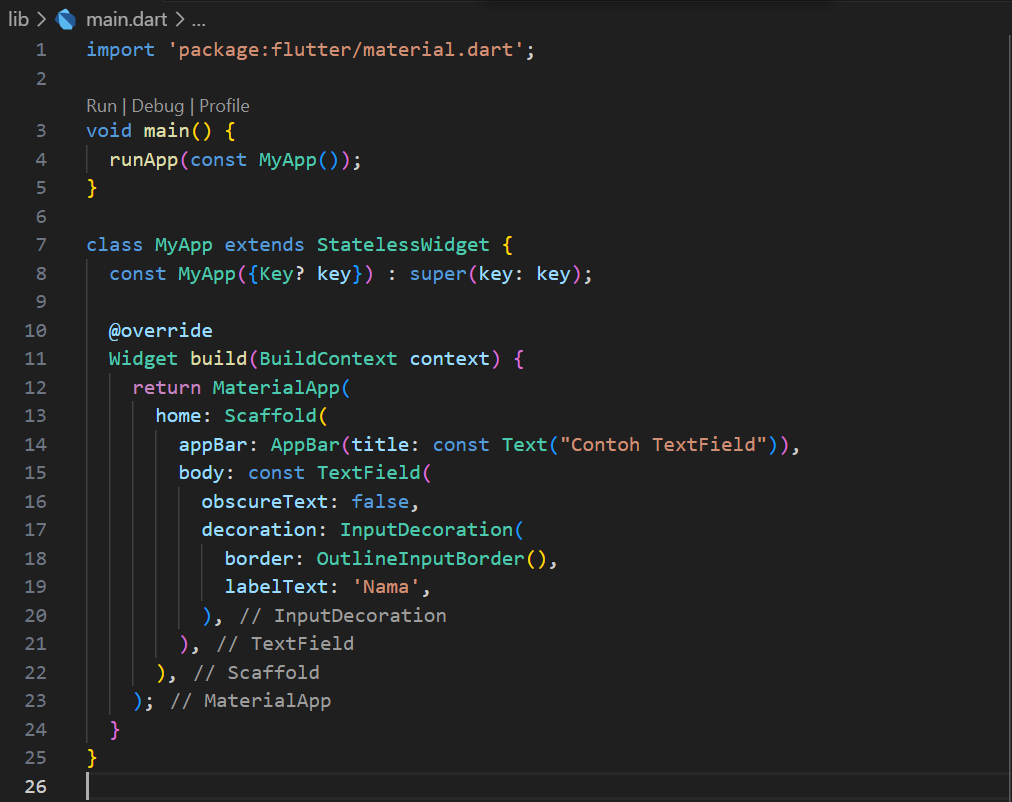 lib > main.dart > ...
1 import 'package:flutter/material.dart';
2
Run | Debug | Profile
3 void main() {
4   runApp(const MyApp());
5 }
6
7 class MyApp extends StatelessWidget {
8   const MyApp({Key? key}) : super(key: key);
9
10   @override
11   Widget build(BuildContext context) {
12     return MaterialApp(
13       home: Scaffold(
14         appBar: AppBar(title: const Text("Contoh TextField")),
15         body: const TextField(
16           obscureText: false,
17           decoration: InputDecoration(
18             border: OutlineInputBorder(),
19             labelText: 'Nama',
20           ), // InputDecoration
21         ), // TextField
22       ), // Scaffold
23     ); // MaterialApp
24   }
25 }
26